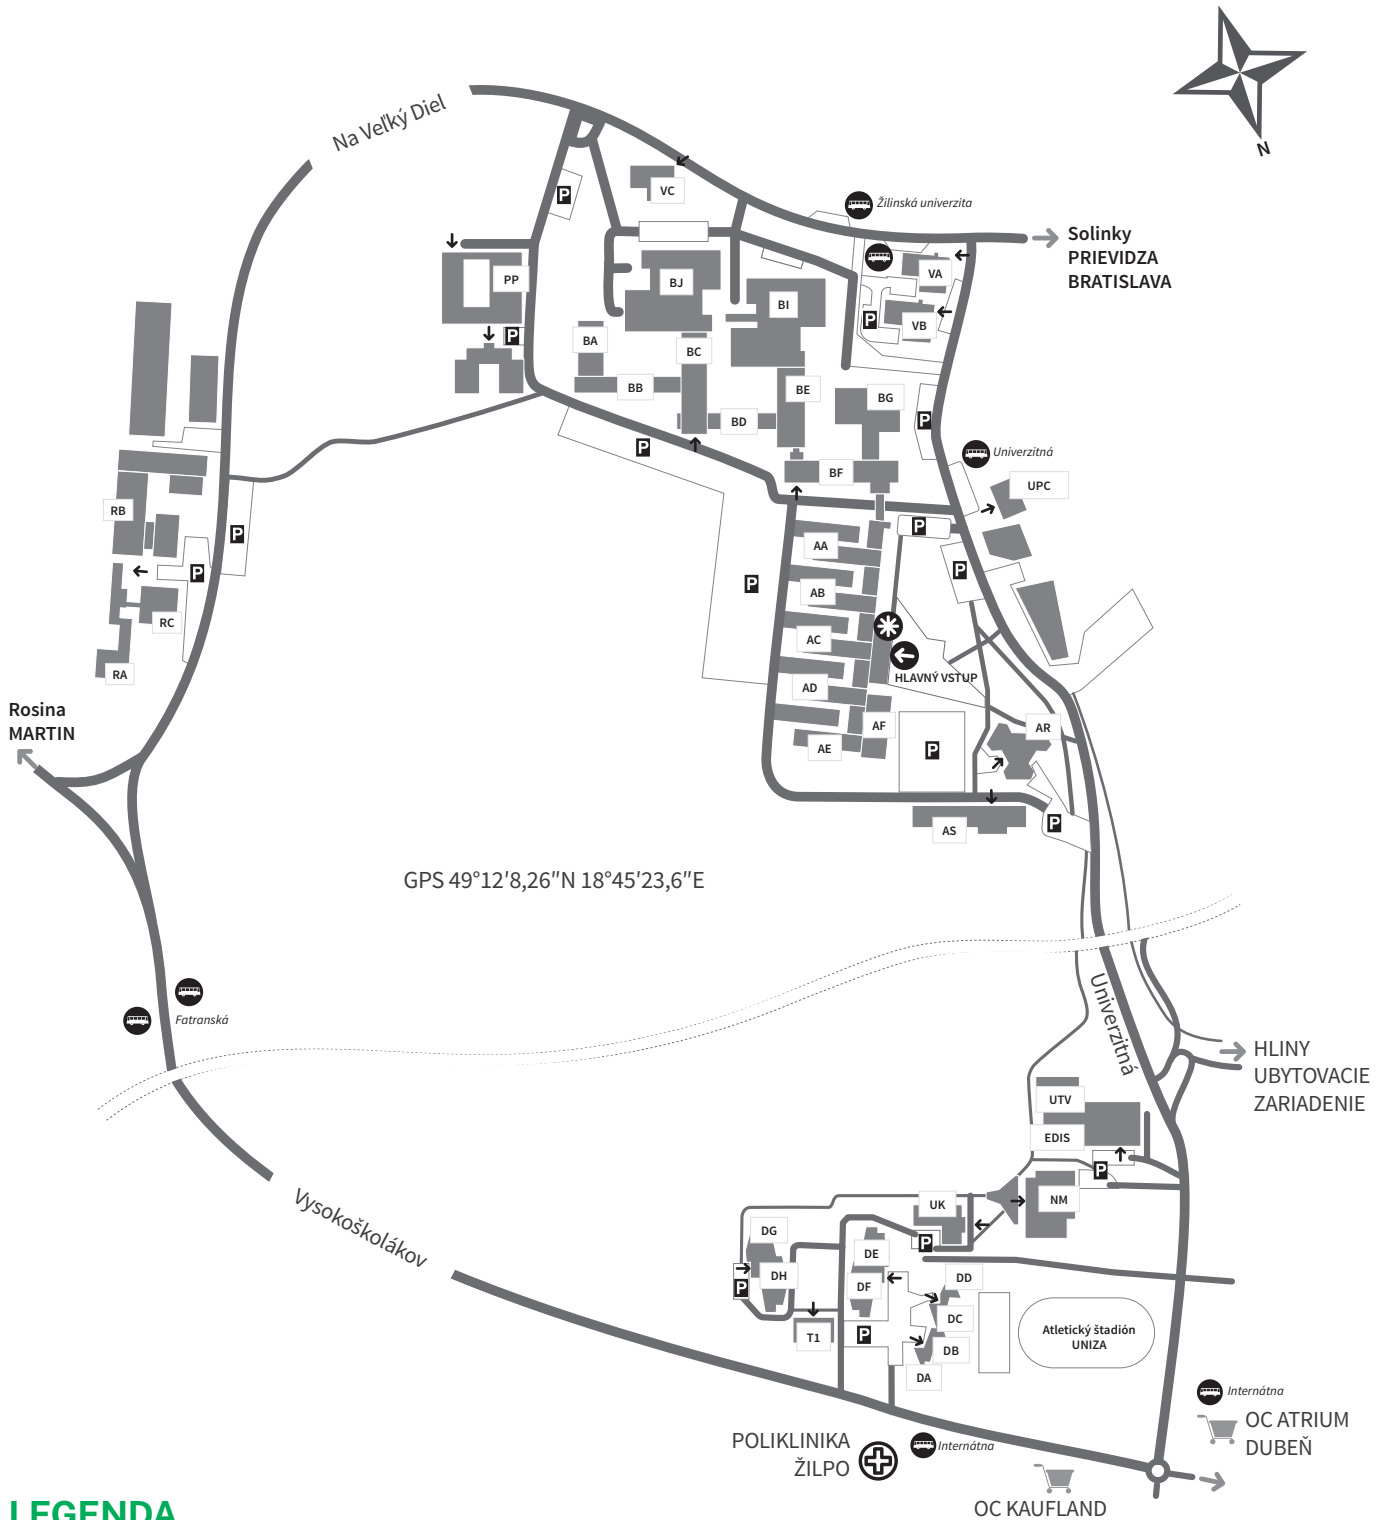 N
Na Veľký Diel
P
VC
Žilinská univerzita
Solinky
PRIEVIDZA
BRATISLAVA
PP
VA
BJ
BI
P
VB
P
BA
BC
BB
BE
BG
BD
P
P
Univerzitná
BF
UPC
RB
P
P
AA
P
P
P
AB
RC
AC
HLAVNÝ VSTUP
RA
AD
Rosina
MARTIN
AF
AR
AE
P
AS
P
GPS 49°12′8,26″N 18°45′23,6″E
Fatranská
Univerzitná
HLINY
UBYTOVACIE
ZARIADENIE
UTV
EDIS
P
Vysokoškolákov
NM
UK
DG
P
DE
DH
P
DF
DD
DC
T1
P
DB
DA
Atletický štadión
UNIZA
Internátna
OC ATRIUM
DUBEŇ
POLIKLINIKA
ŽILPO
Internátna
OC KAUFLAND
LEGENDA